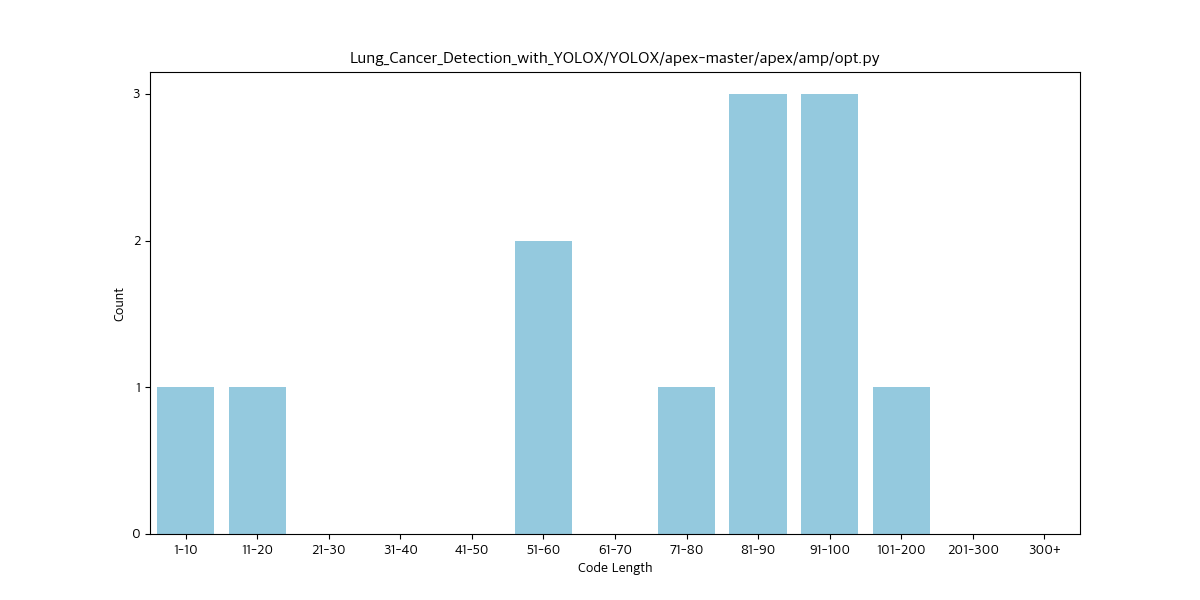 Lung_Cancer_Detection_with_YOLOX/YOLOX/apex-master/apex/amp/opt.py
3
2
1
0
Count
1-10 11-20 21-30 31-40 41-50 51-60 61-70 71-80 81-90 91-100 101-200 201-300 300+
Code Length